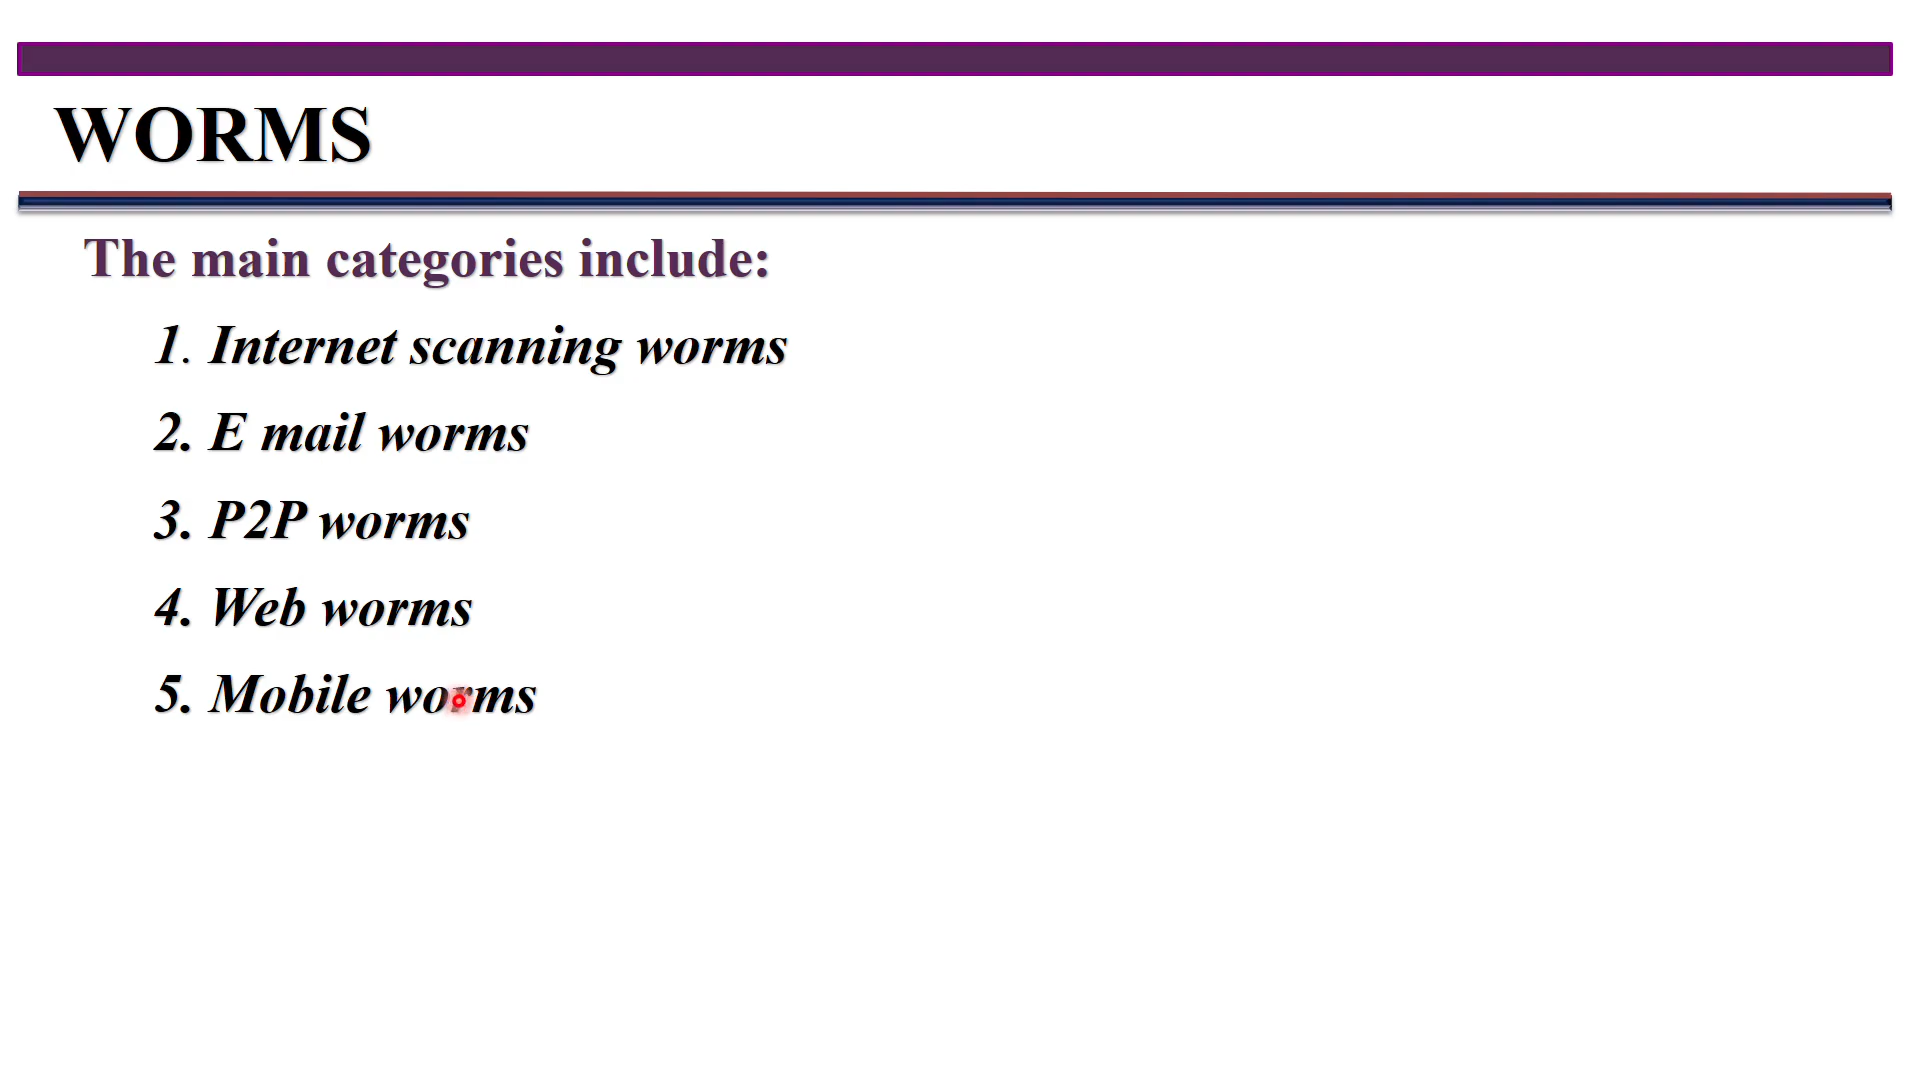 WORMS
The main categories include:
1. Internet scanning worms
2. E mail worms
3. P2P worms
4. Web worms
5. Mobile worms